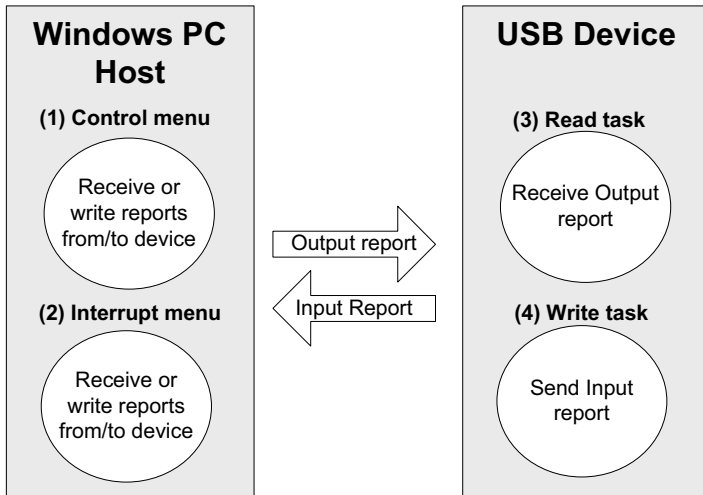 Windows PC
Host
(1) Control menu
Receive or
write reports
from/to device
(2) Interrupt menu
Receive or
write reports
from/to device
Output report
Input Report
USB Device
(3) Read task
Receive Output
report
(4) Write task
Send Input
report